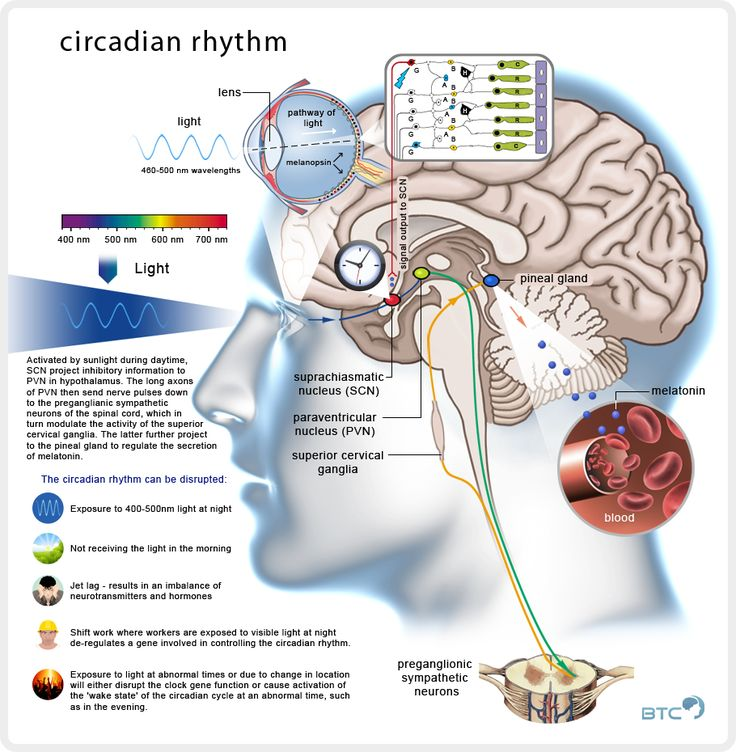 circadian rhythm
lens
light
pathway of
light
melanopsin
460-500 nm wavelengths
G
B
C
A
B
H
R
G
A
B
R
G
A
B
R
G
A
B
H
C
G
B
R
G
A
B
R
G
B
C
signal output to SCN
400 nm 500 nm 600 nm 700 nm
Light
pineal gland
Activated by sunlight during daytime,
SCN project inhibitory information to
PVN in hypothalamus. The long axons
of PVN then send nerve pulses down
to the preganglianic sympathetic
neurons of the spinal cord, which in
turn modulate the activity of the superior
cervical ganglia. The latter further project
to the pineal gland to regulate the secretion
of melatonin.
suprachiasmatic
nucleus (SCN)
paraventricular
nucleus (PVN)
superior cervical
ganglia
melatonin
blood
The circadian rhythm can be disrupted:
Exposure to 400-500nm light at night
Not receiving the light in the morning
Jet lag - results in an imbalance of
neurotransmitters and hormones
Shift work where workers are exposed to visible light at night
de-regulates a gene involved in controlling the circadian rhythm.
Exposure to light at abnormal times or due to change in location
will either disrupt the clock gene function or cause activation of
the 'wake state' of the circadian cycle at an abnormal time, such
as in the evening.
preganglionic
sympathetic
neurons
BTC